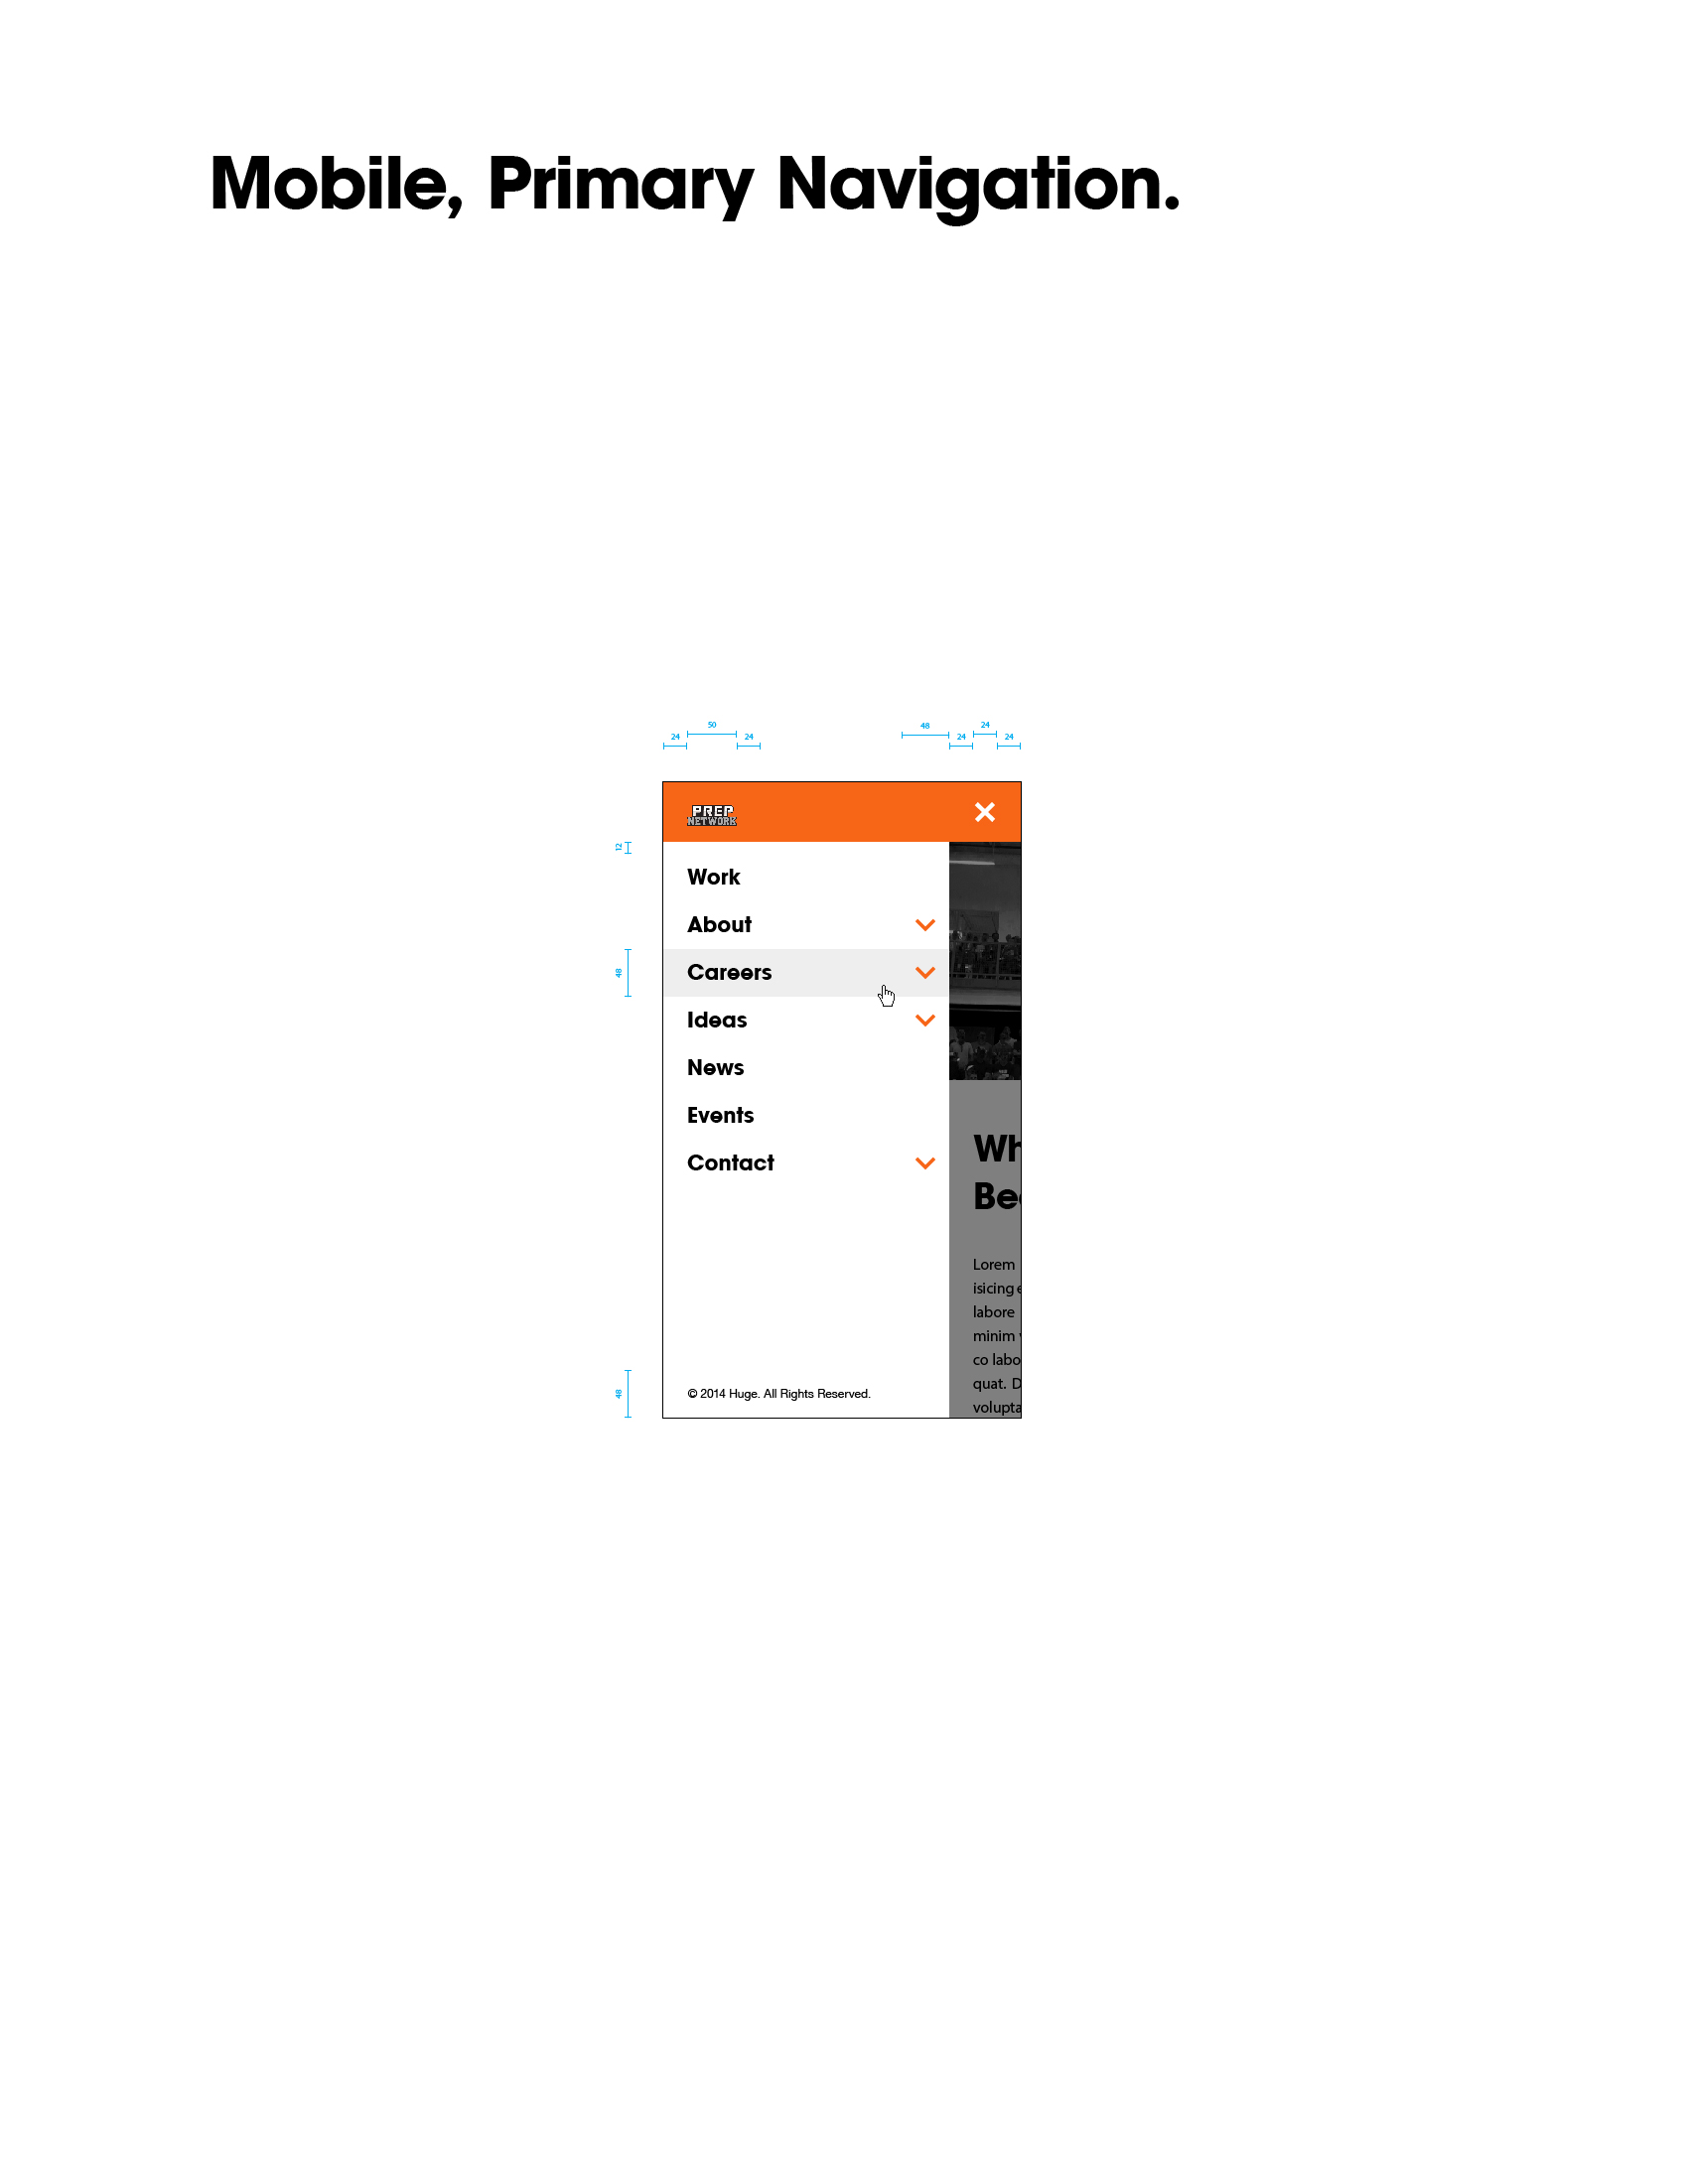 Mobile, Primary Navigation.
50
48
24
24
24
24
24
PREP
NETWORK
12
Work
About
48
Careers
Ideas
News
Events
Contact
Wh
Be
Lorem
isicing e
labore
minim
co labo
quat. D
volupta
48
© 2014 Huge. All Rights Reserved.